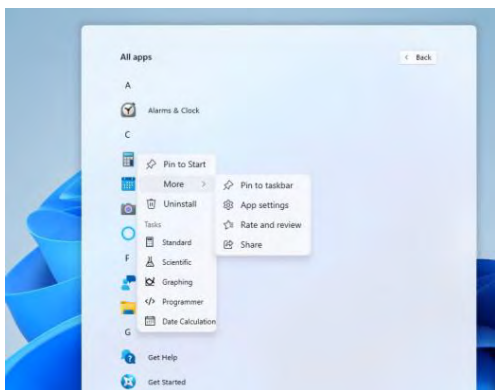 All apps
Back
A
Alarms & Clock
C
Pin to Start
More
Uninstall
Tasks
Standard
Scientific
Graphing
Programmer
Date Calculation
Pin to taskbar
App settings
Rate and review
Share
F
G
Get Help
Get Started